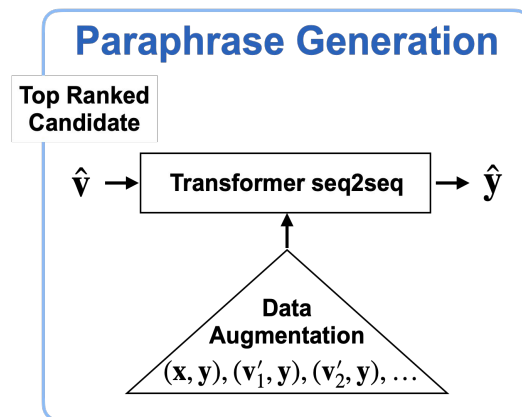 Paraphrase Generation
Top Ranked
Candidate
v̂ → Transformer seq2seq → ŷ
Data
Augmentation
(x, y), (v′₁, y), (v′₂, y), …